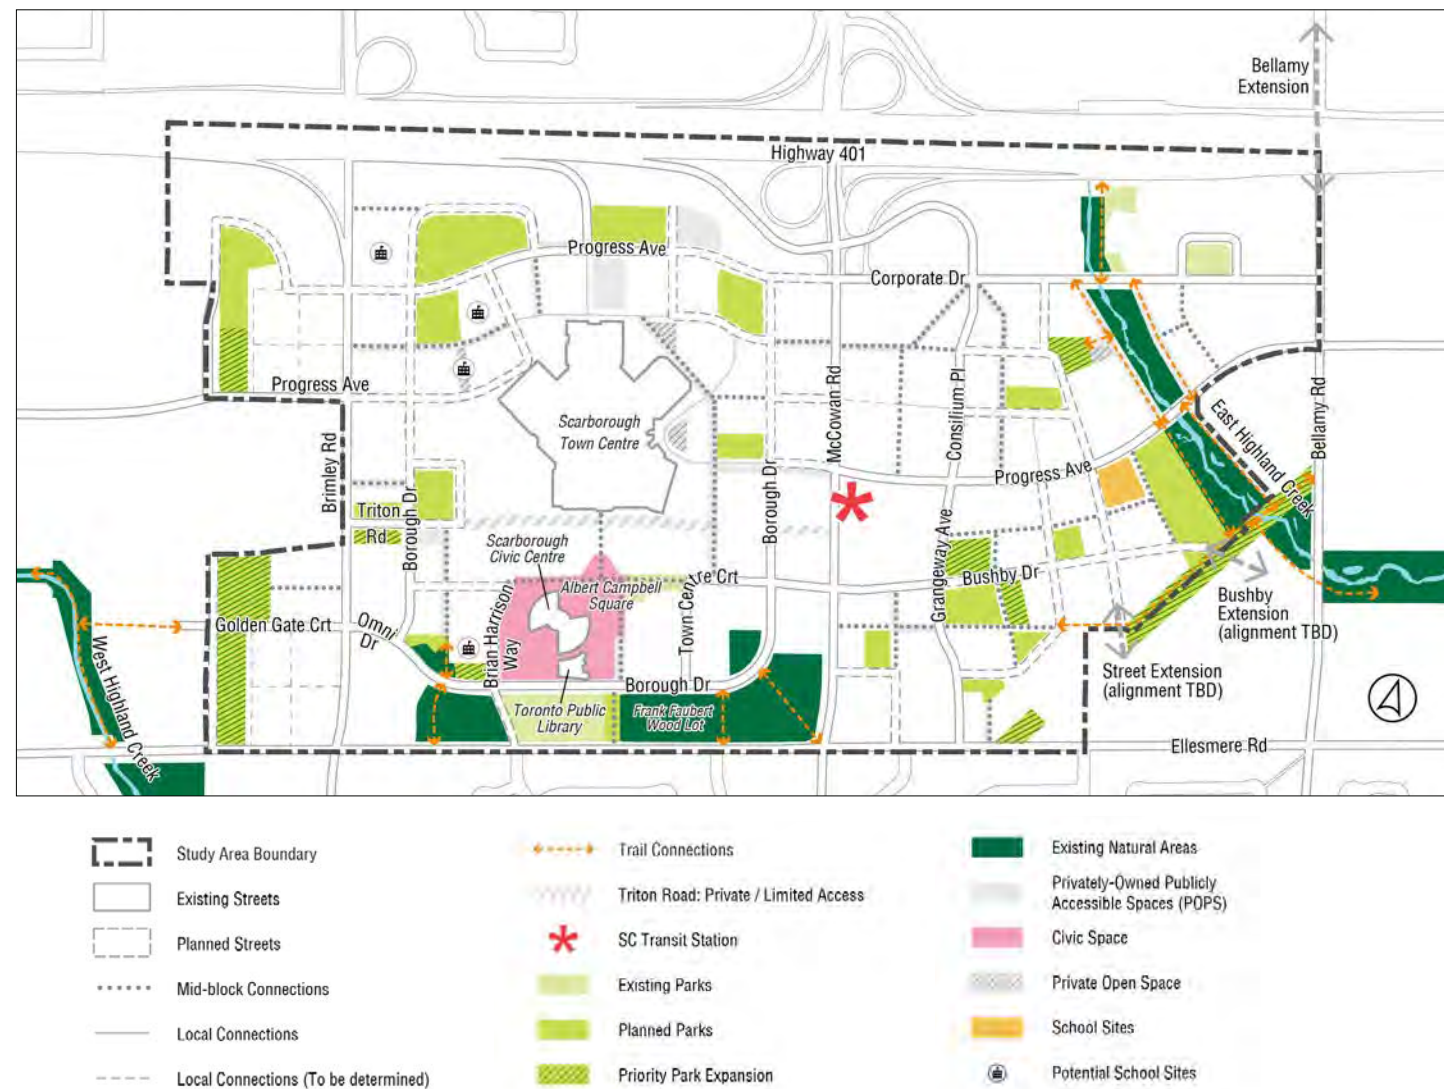 Bellamy
Extension
Highway 401
Progress Ave
Corporate Dr
Progress Ave
Scarborough
Town Centre
Brimley Rd
Borough Dr
Borough Dr
McCowan Rd
Consilium Pl
Progress Ave
East Highland Creek
Bellamy Rd
Triton
Rd
Scarborough
Civic Centre
Albert Campbell
Square
Town Centre Crt
Grangeway Ave
Bushby Dr
Bushby
Extension
(alignment TBD)
Golden Gate Crt
Omni
Dr
Brian Harrison
Way
West Highland Creek
Borough Dr
Toronto Public
Library
Frank Faubert
Wood Lot
Street Extension
(alignment TBD)
Ellesmere Rd
Study Area Boundary
Existing Streets
Planned Streets
Mid-block Connections
Local Connections
Local Connections (To be determined)
Trail Connections
Triton Road: Private / Limited Access
SC Transit Station
Existing Parks
Planned Parks
Priority Park Expansion
Existing Natural Areas
Privately-Owned Publicly
Accessible Spaces (POPS)
Civic Space
Private Open Space
School Sites
Potential School Sites